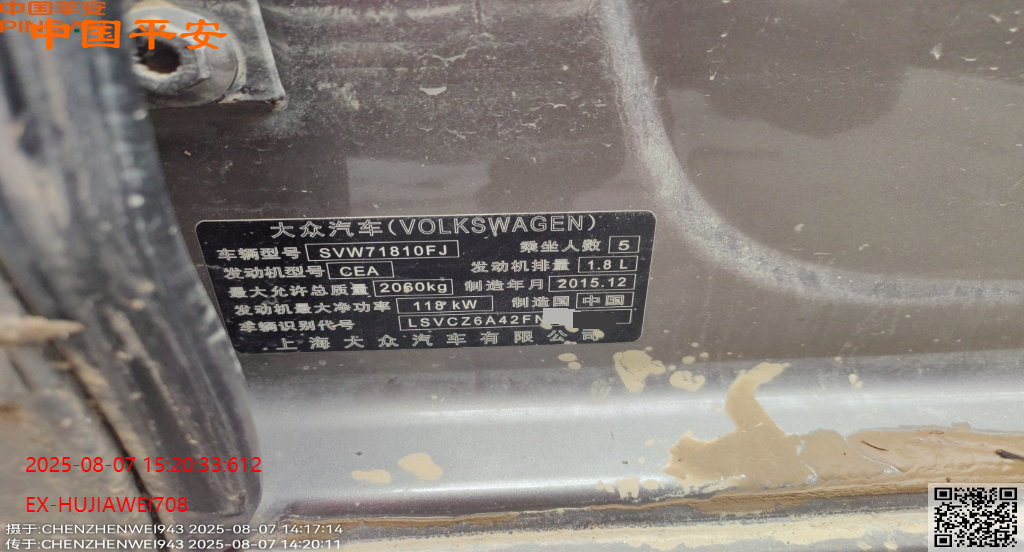 中国平安
中国平安
大众汽车(VOLKSWAGEN)
车辆型号 SVW71810FJ 乘坐人数 5
发动机型号 CEA 发动机排量 1.8 L
最大允许总质量 2060kg 制造年月 2015.12
发动机最大净功率 118 kW 制造国 中国
车辆识别代号 LSVCZ6A42FN
上海大众汽车有限公司
2025-08-07 15:20:33:612
EX-HUJIAWEI708
摄于:CHENZHENWEI943 2025-08-07 14:17:14
传于:CHENZHENWEI943 2025-08-07 14:20:11